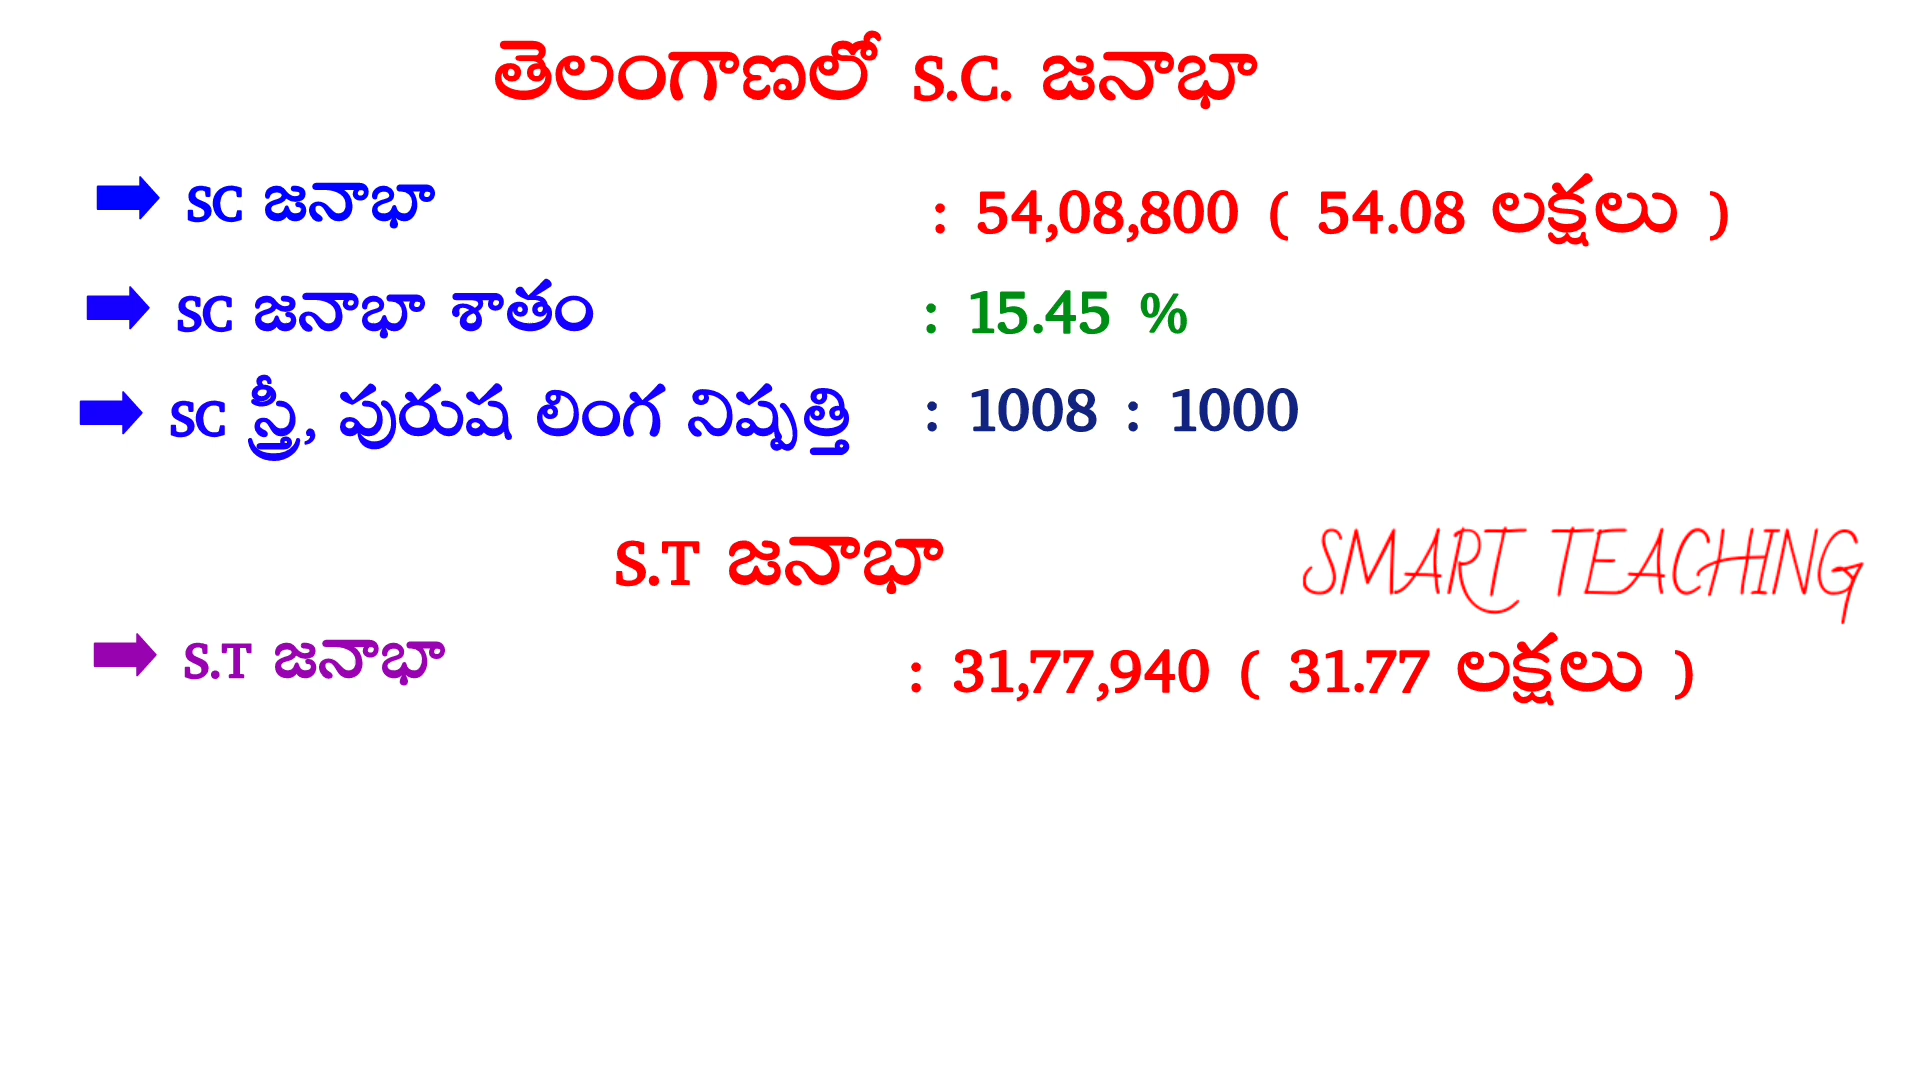 తెలంగాణలో S.C. జనాభా
SC జనాభా : 54,08,800 ( 54.08 లక్షలు )
SC జనాభా శాతం : 15.45 %
SC స్త్రీ, పురుష లింగ నిష్పత్తి : 1008 : 1000
S.T జనాభా
SMART TEACHING
S.T జనాభా : 31,77,940 ( 31.77 లక్షలు )